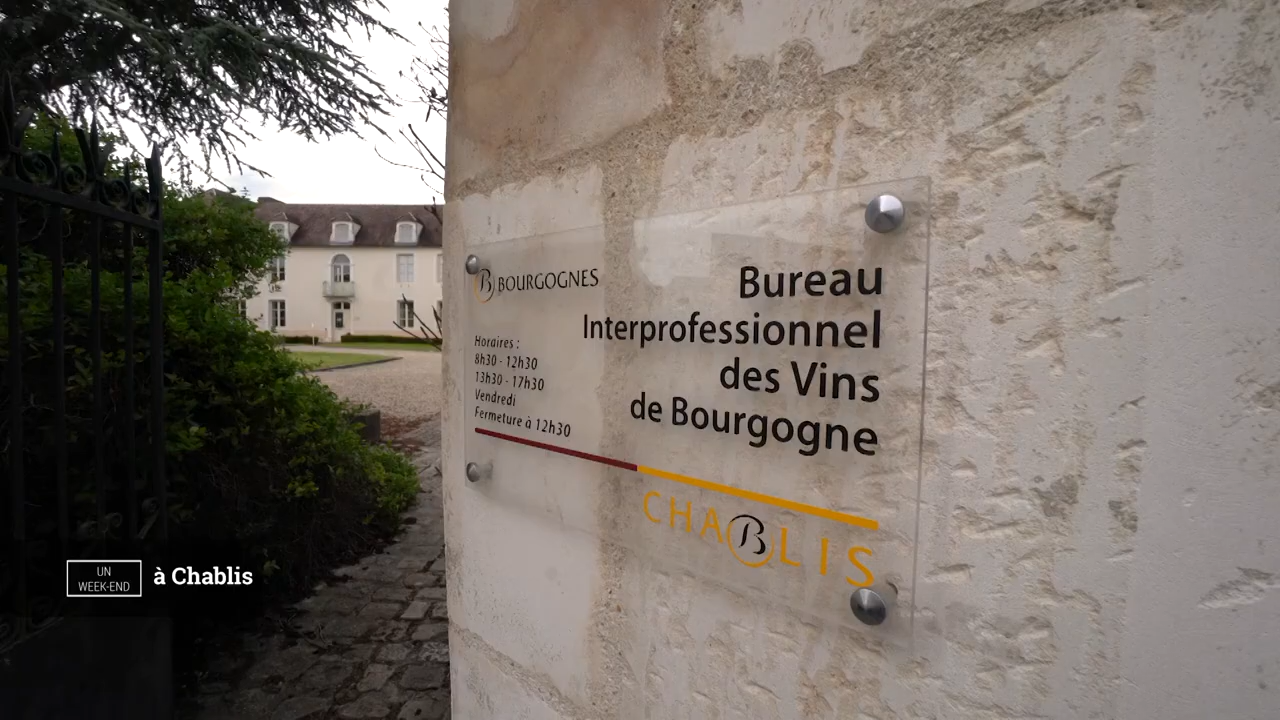 B BOURGOGNES
Horaires :
8h30 - 12h30
13h30 - 17h30
Vendredi
Fermeture à 12h30
Bureau
Interprofessionnel
des Vins
de Bourgogne
CHABLIS
UN
WEEK-END
à Chablis